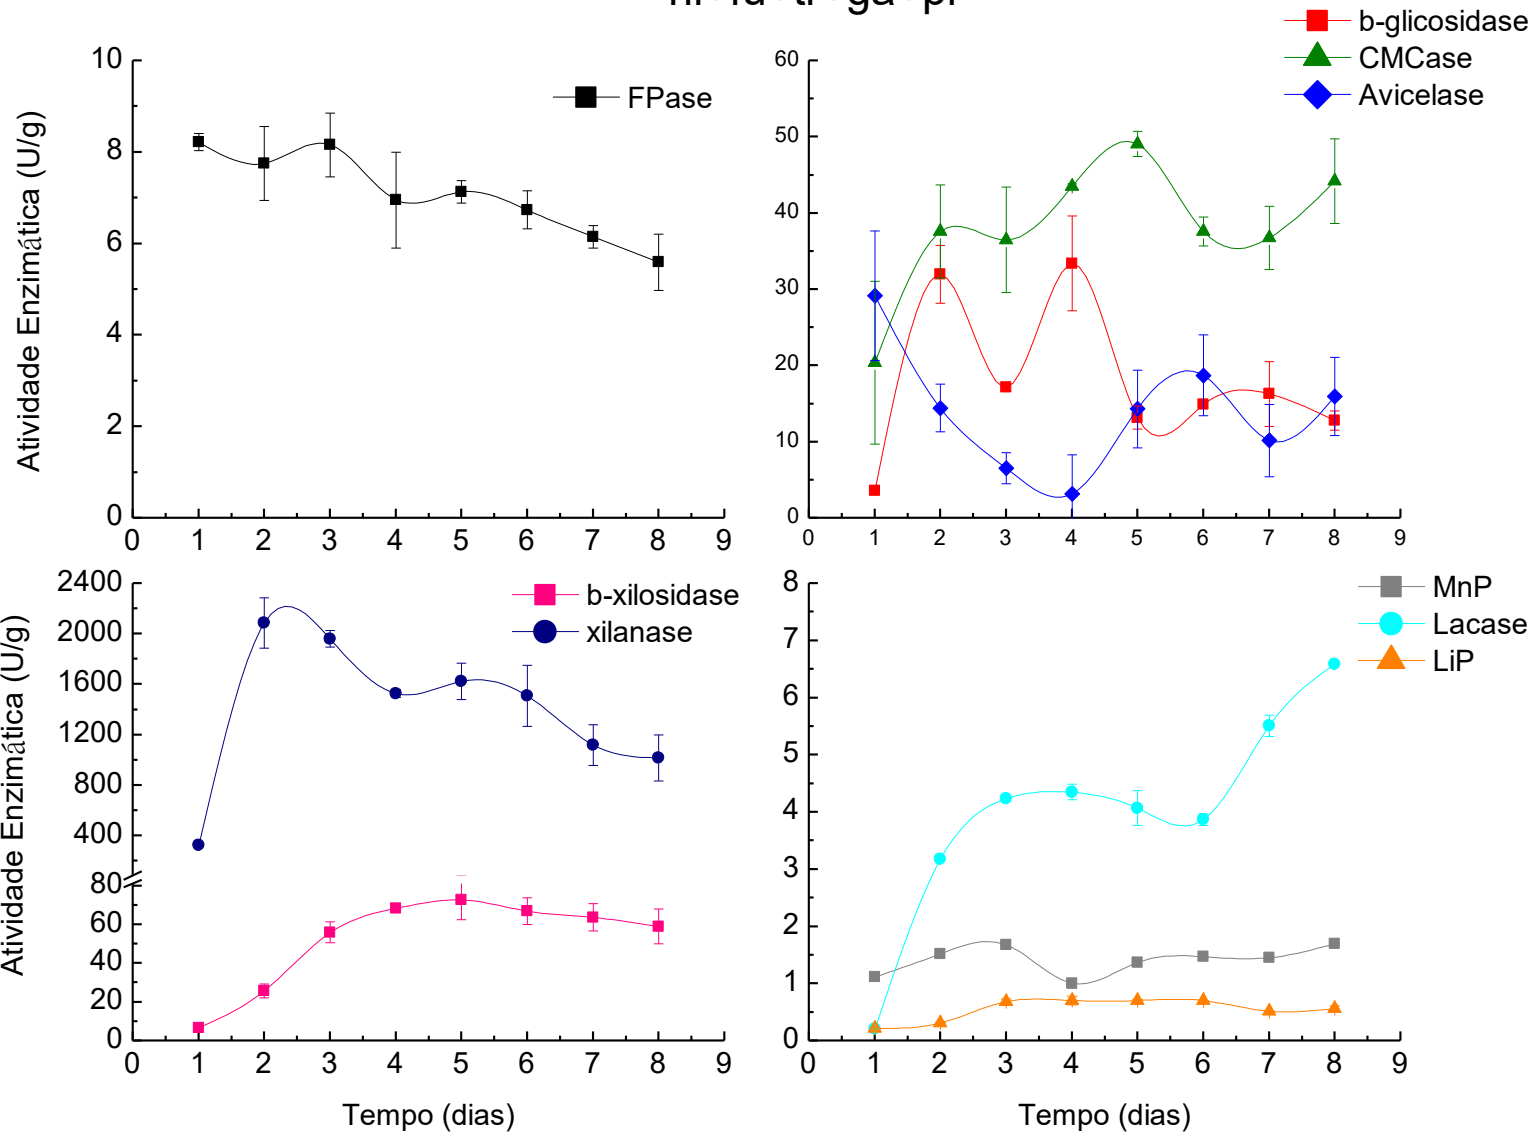 FPase
b-glicosidase
CMCase
Avicelase
Atividade Enzimática (U/g)
10
8
6
4
2
0
0 1 2 3 4 5 6 7 8 9
60
50
40
30
20
10
0
0 1 2 3 4 5 6 7 8 9
b-xilosidase
xilanase
Atividade Enzimática (U/g)
2400
2000
1600
1200
800
400
80
60
40
20
0
0 1 2 3 4 5 6 7 8 9
Tempo (dias)
MnP
Lacase
LiP
8
7
6
5
4
3
2
1
0
0 1 2 3 4 5 6 7 8 9
Tempo (dias)